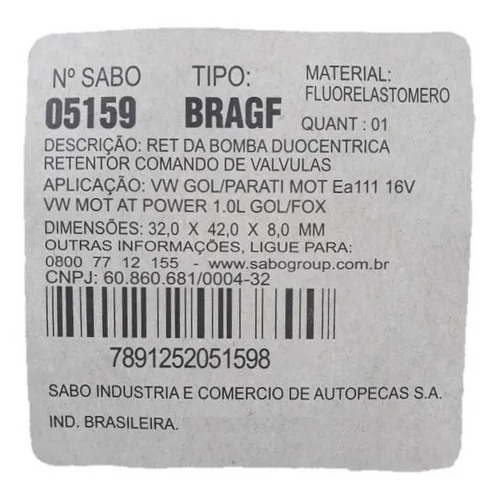 Nº SABO TIPO: MATERIAL:
FLUORELASTOMERO
05159 BRAGF QUANT : 01
DESCRIÇÃO: RET DA BOMBA DUOCENTRICA
RETENTOR COMANDO DE VALVULAS
APLICAÇÃO: VW GOL/PARATI MOT Ea111 16V
VW MOT AT POWER 1.0L GOL/FOX
DIMENSÕES: 32,0 X 42,0 X 8,0 MM
OUTRAS INFORMAÇÕES, LIGUE PARA:
0800 77 12 155 - www.sabogroup.com.br
CNPJ: 60.860.681/0004-32
7891252051598
SABO INDUSTRIA E COMERCIO DE AUTOPECAS S.A.
IND. BRASILEIRA.